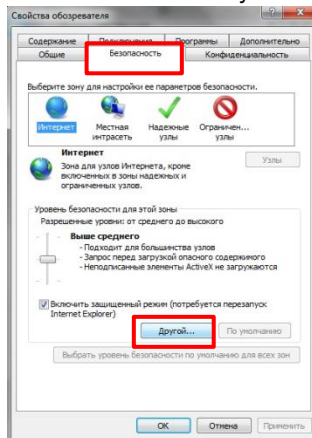 Свойства обозревателя
Содержание Подключения Программы Дополнительно
Общие Безопасность Конфиденциальность
Выберите зону для настройки ее параметров безопасности.
Интернет Местная интрасеть Надежные узлы Ограничен... узлы
Интернет
Зона для узлов Интернета, кроме
включенных в зоны надежных и
ограниченных узлов.
Узлы
Уровень безопасности для этой зоны
Разрешенные уровни: от среднего до высокого
Выше среднего
- Подходит для большинства узлов
- Запрос перед загрузкой опасного содержимого
- Неподписанные элементы ActiveX не загружаются
Включить защищенный режим (потребуется перезапуск
Internet Explorer)
Другой... По умолчанию
Выбрать уровень безопасности по умолчанию для всех зон
OK Отмена Применить